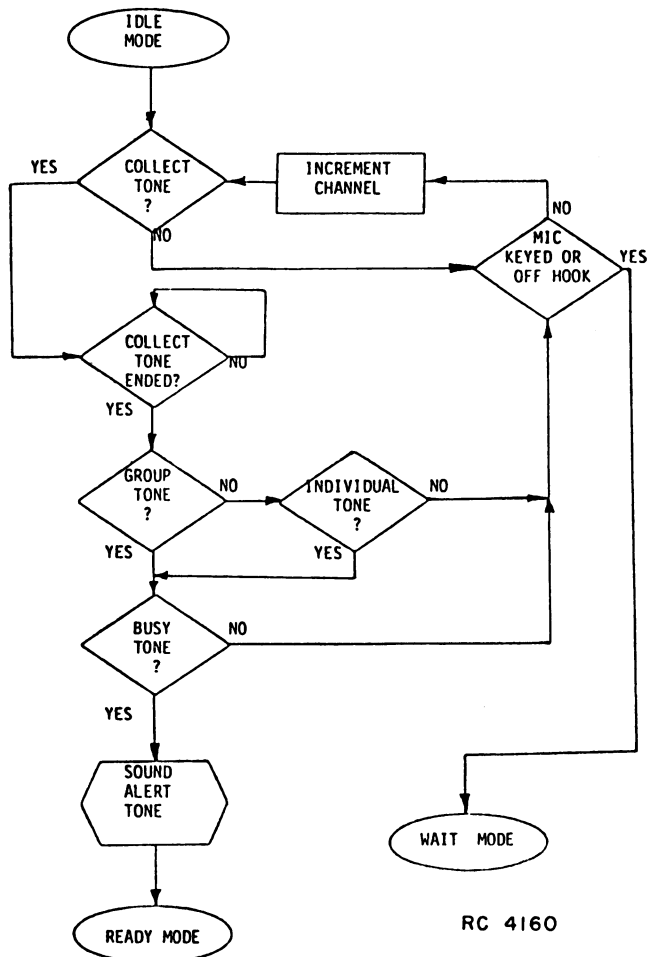 IDLE
MODE
YES
COLLECT
TONE
?
NO
INCREMENT
CHANNEL
NO
MIC
KEYED OR
OFF HOOK
YES
COLLECT
TONE
ENDED?
NO
YES
GROUP
TONE
?
NO
YES
INDIVIDUAL
TONE
?
NO
YES
BUSY
TONE
?
NO
YES
SOUND
ALERT
TONE
WAIT MODE
READY MODE
RC 4160